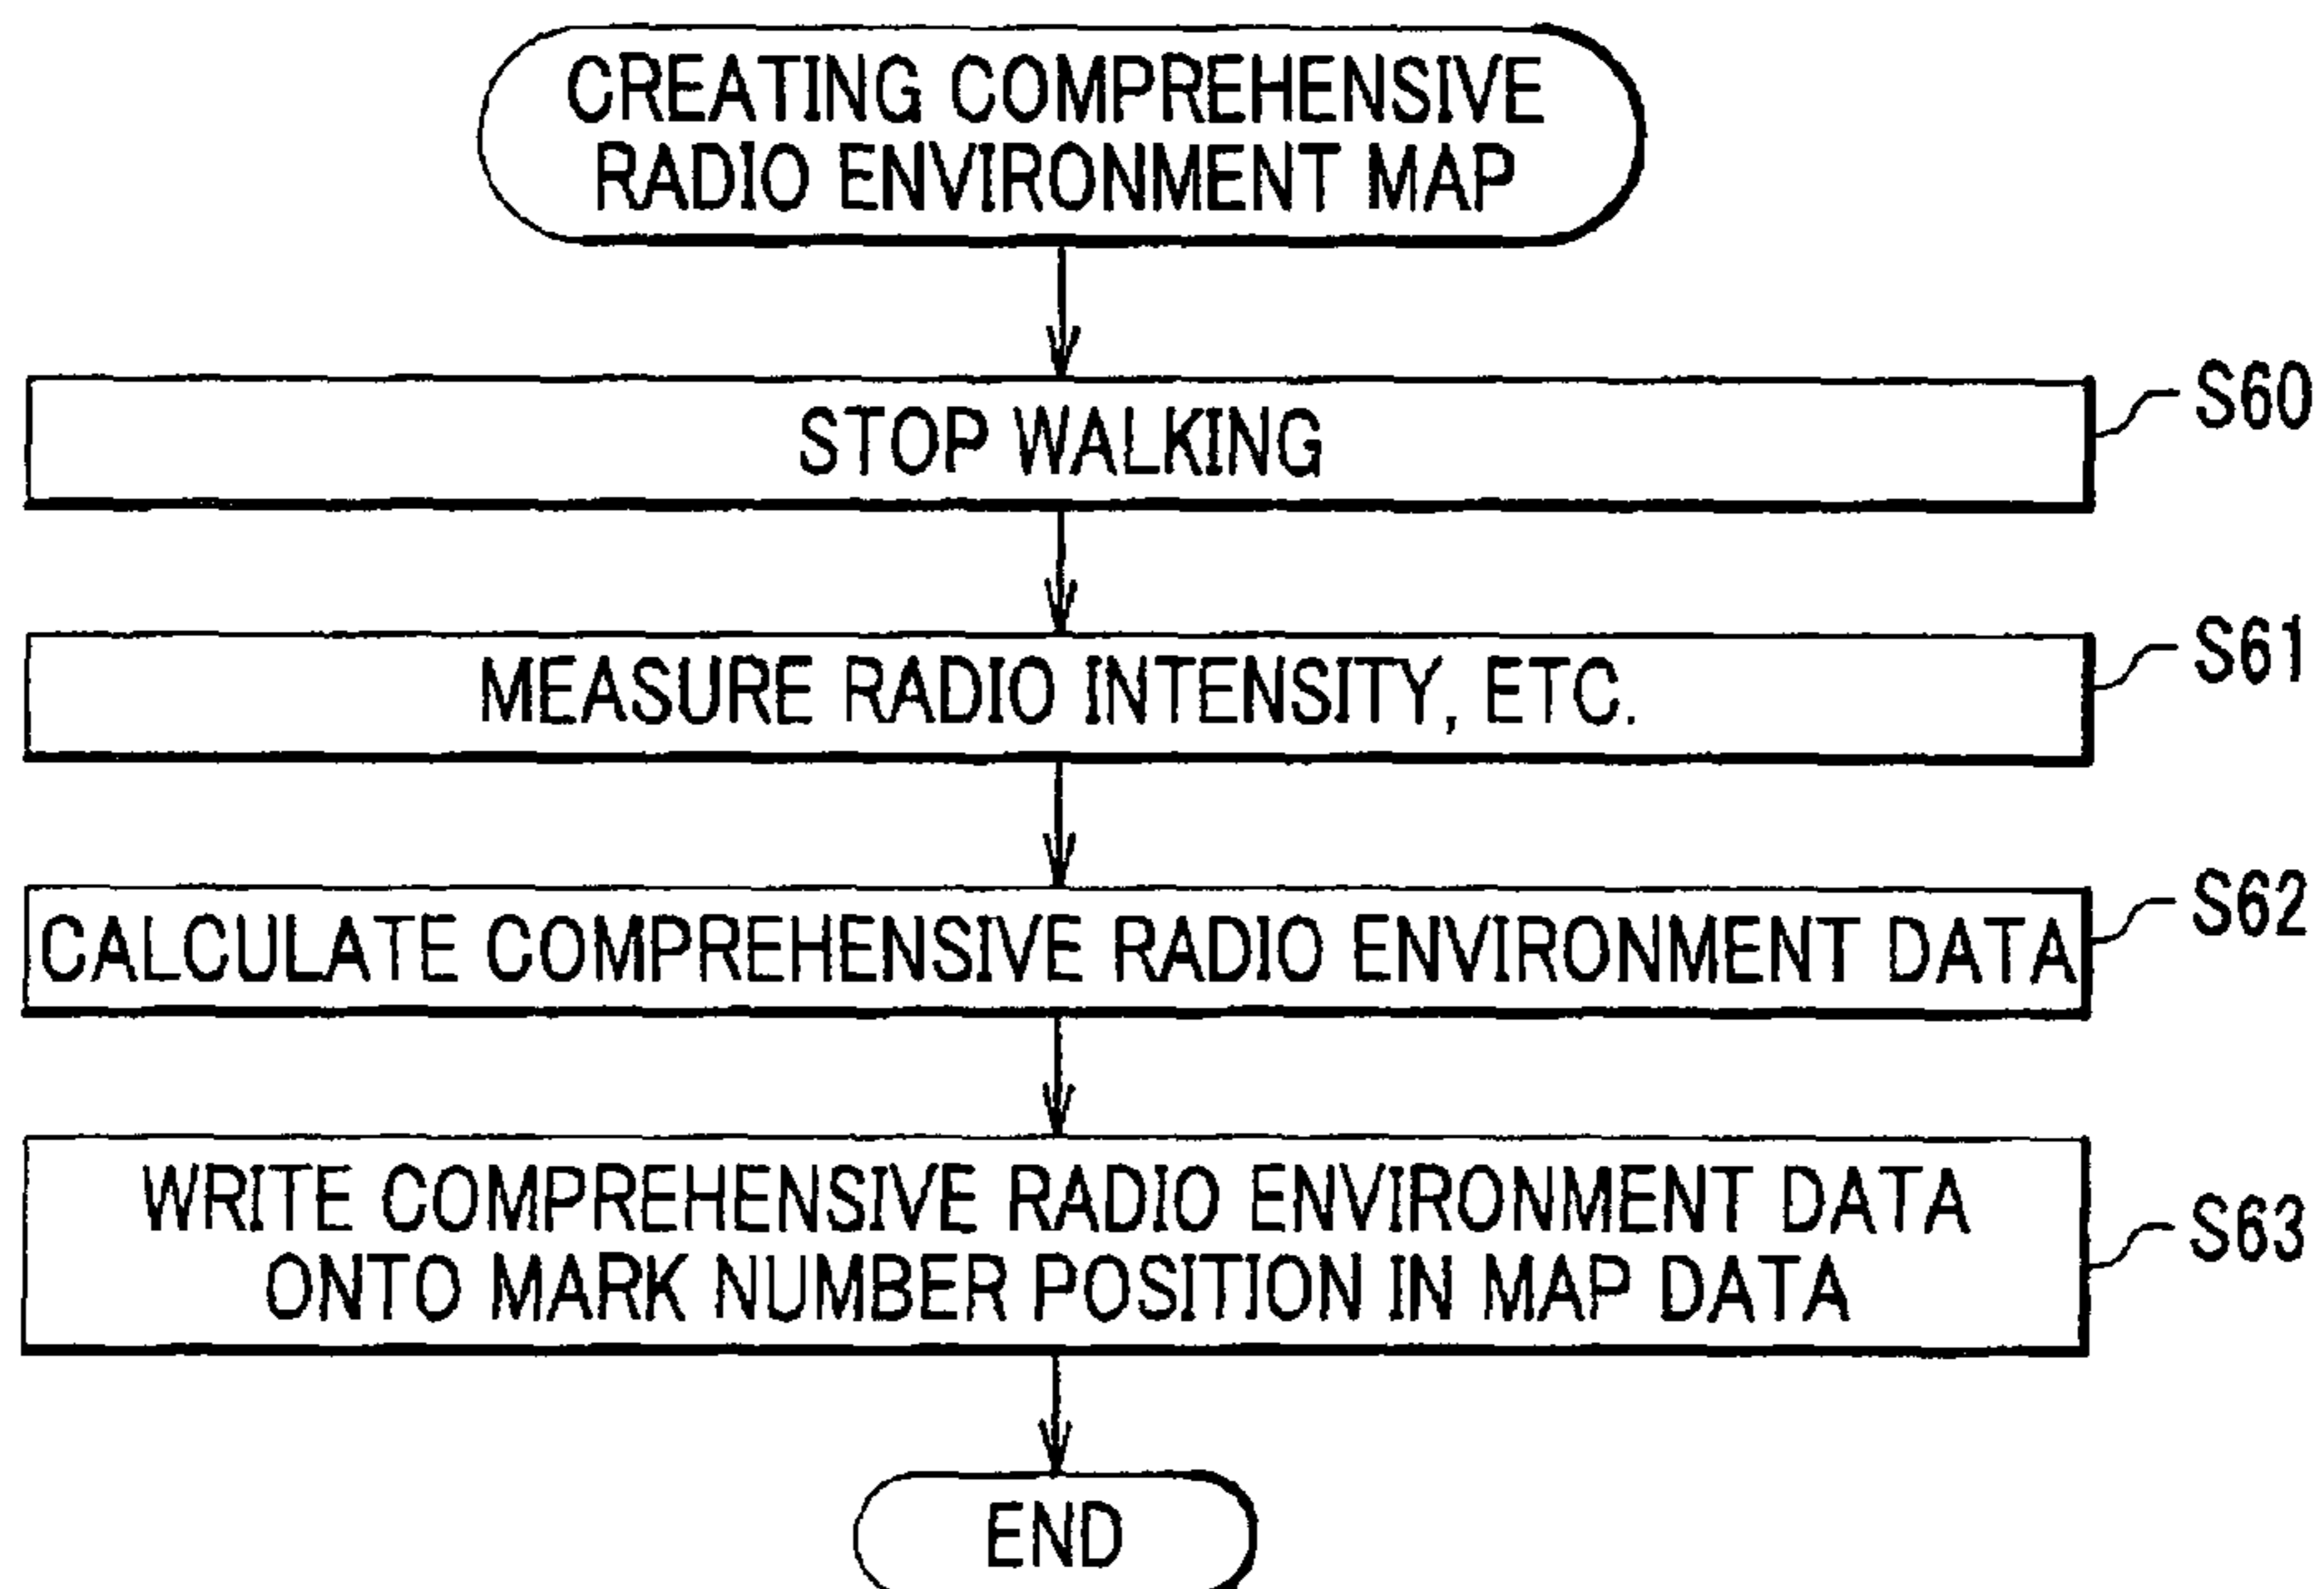 CREATING COMPREHENSIVE
RADIO ENVIRONMENT MAP
STOP WALKING
S60
MEASURE RADIO INTENSITY, ETC.
S61
CALCULATE COMPREHENSIVE RADIO ENVIRONMENT DATA
S62
WRITE COMPREHENSIVE RADIO ENVIRONMENT DATA
ONTO MARK NUMBER POSITION IN MAP DATA
S63
END